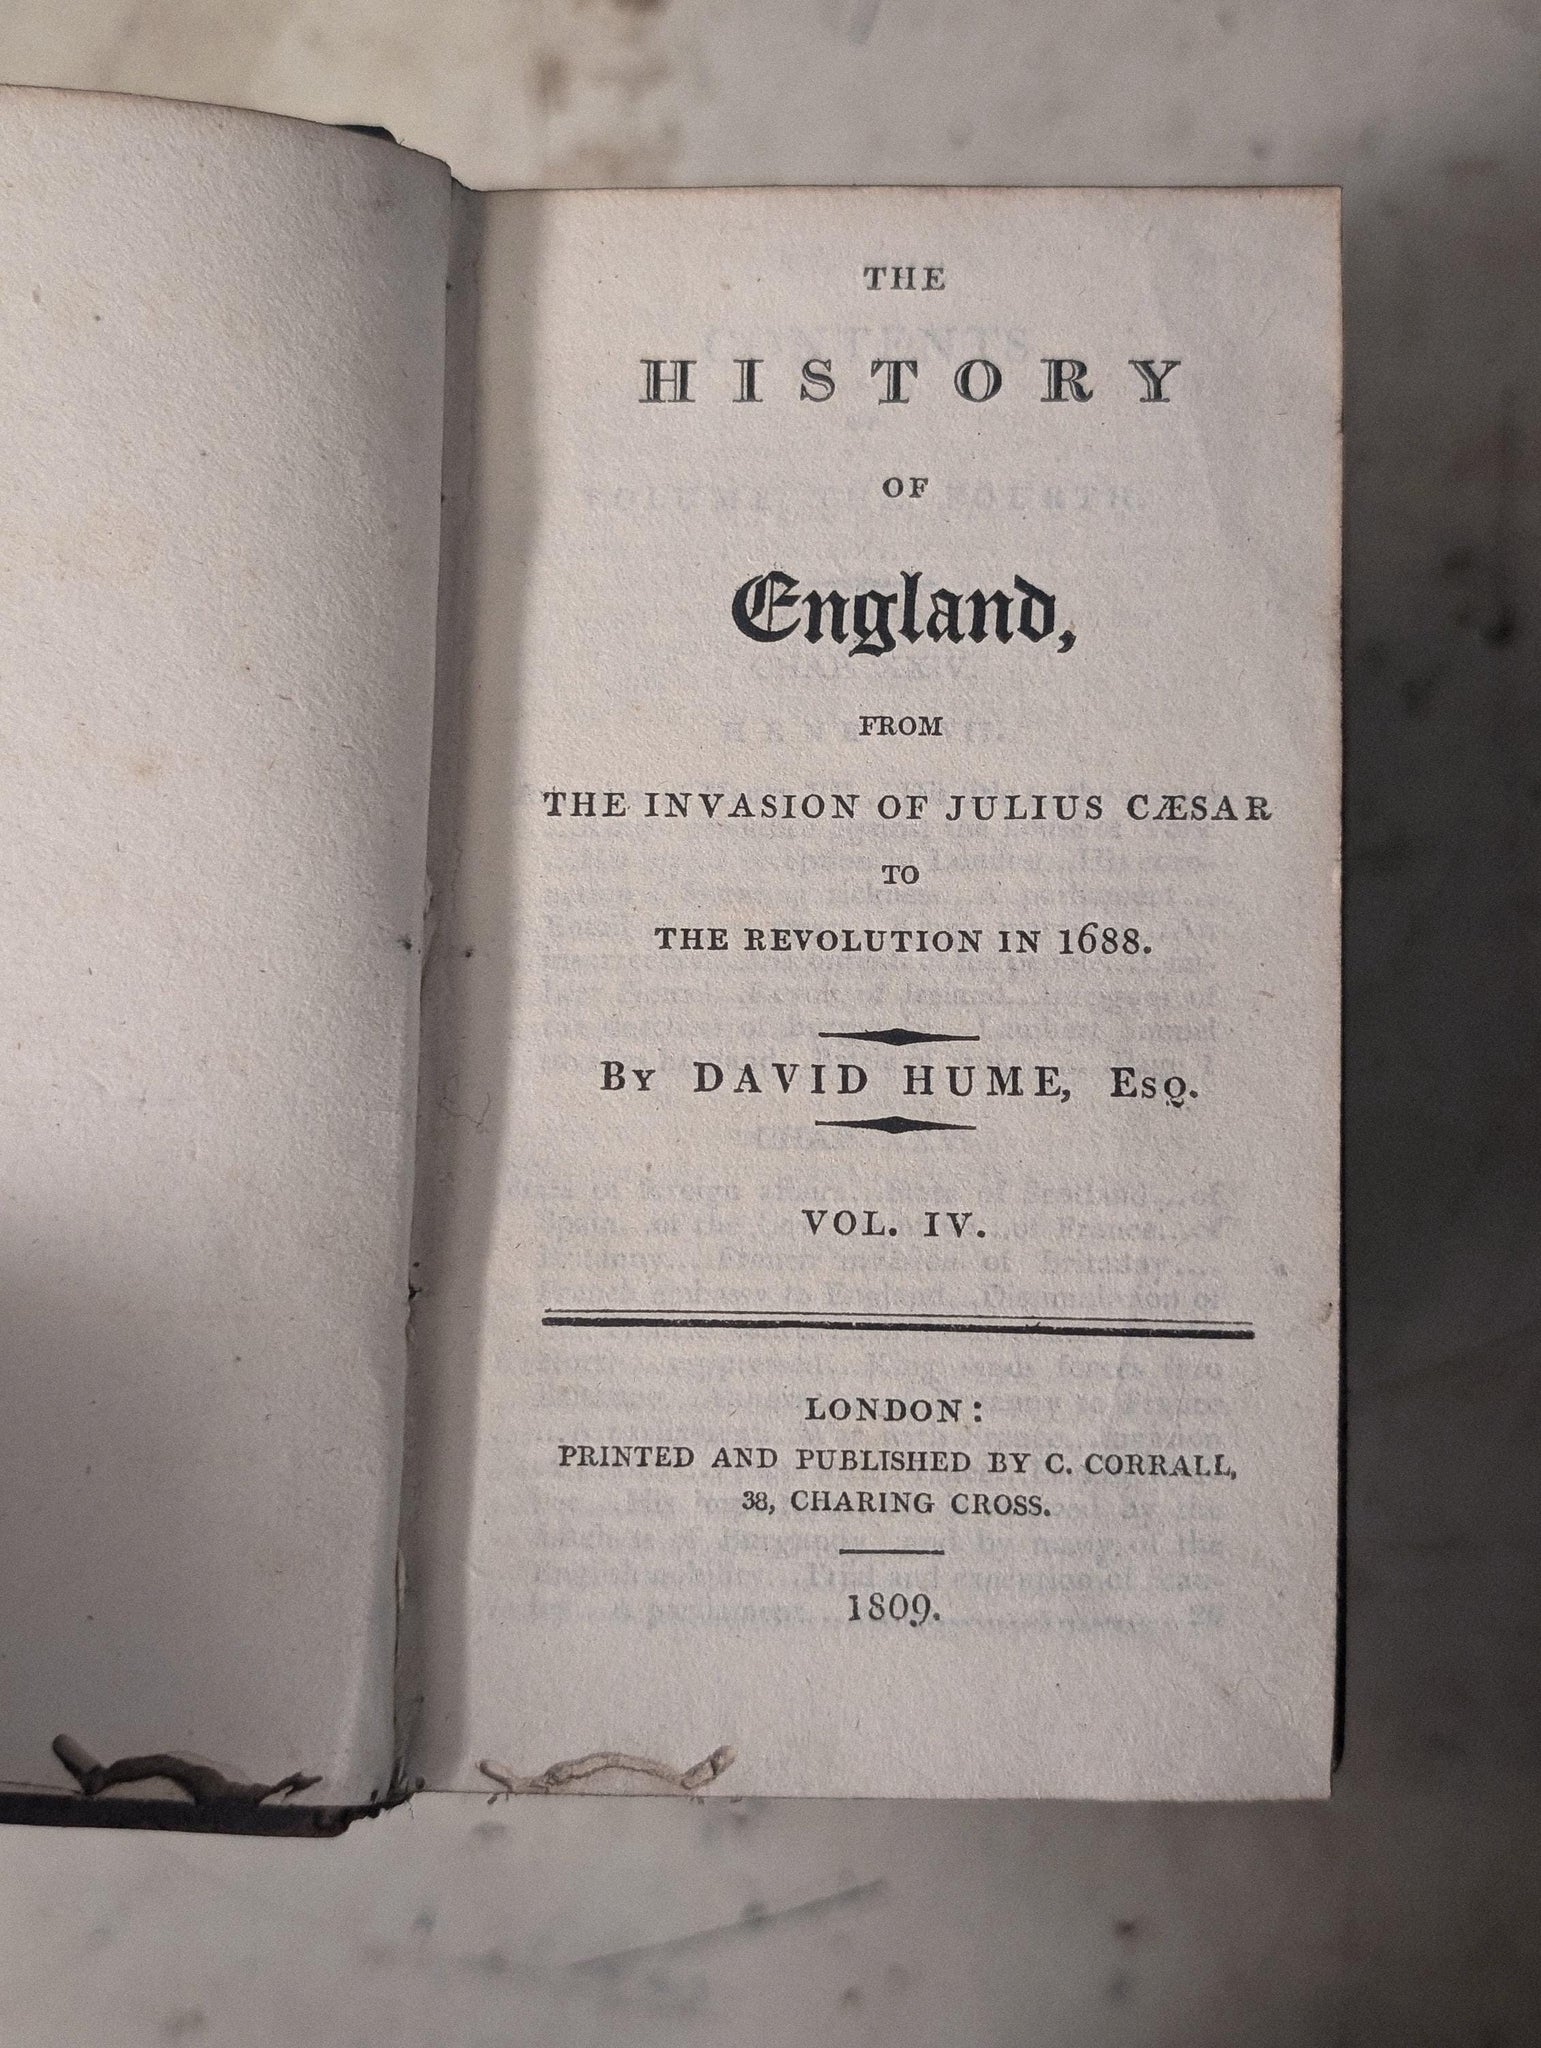 THE
HISTORY
OF
England,
FROM
THE INVASION OF JULIUS CÆSAR
TO
THE REVOLUTION IN 1688.
BY DAVID HUME, ESQ.
VOL. IV.
LONDON:
PRINTED AND PUBLISHED BY C. CORRALL,
38, CHARING CROSS.
1809.